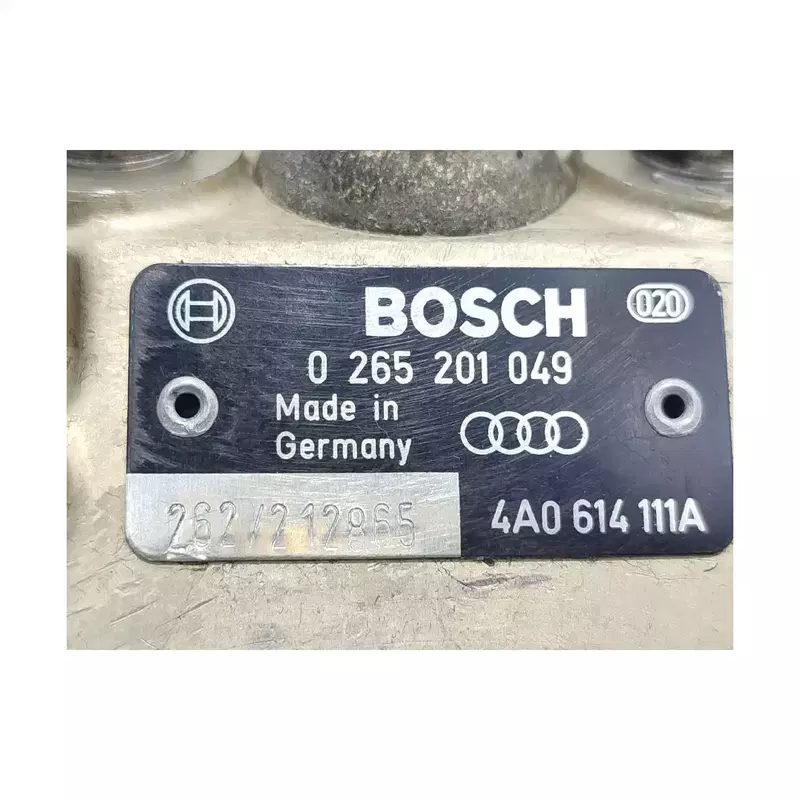 BOSCH
020
0 265 201 049
Made in
Germany
262/212865
4A0 614 111A